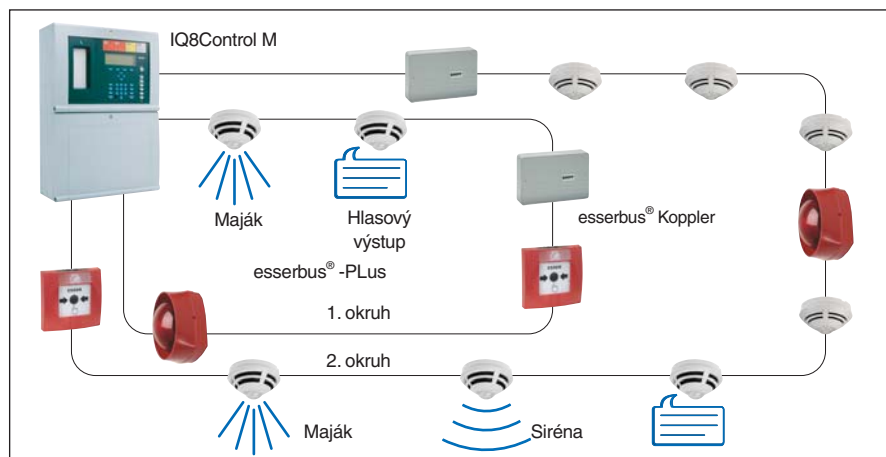 IQ8Control M
Maják
Hlasový
výstup
esserbus® Koppler
esserbus® -PLus
1. okruh
2. okruh
Maják
Siréna